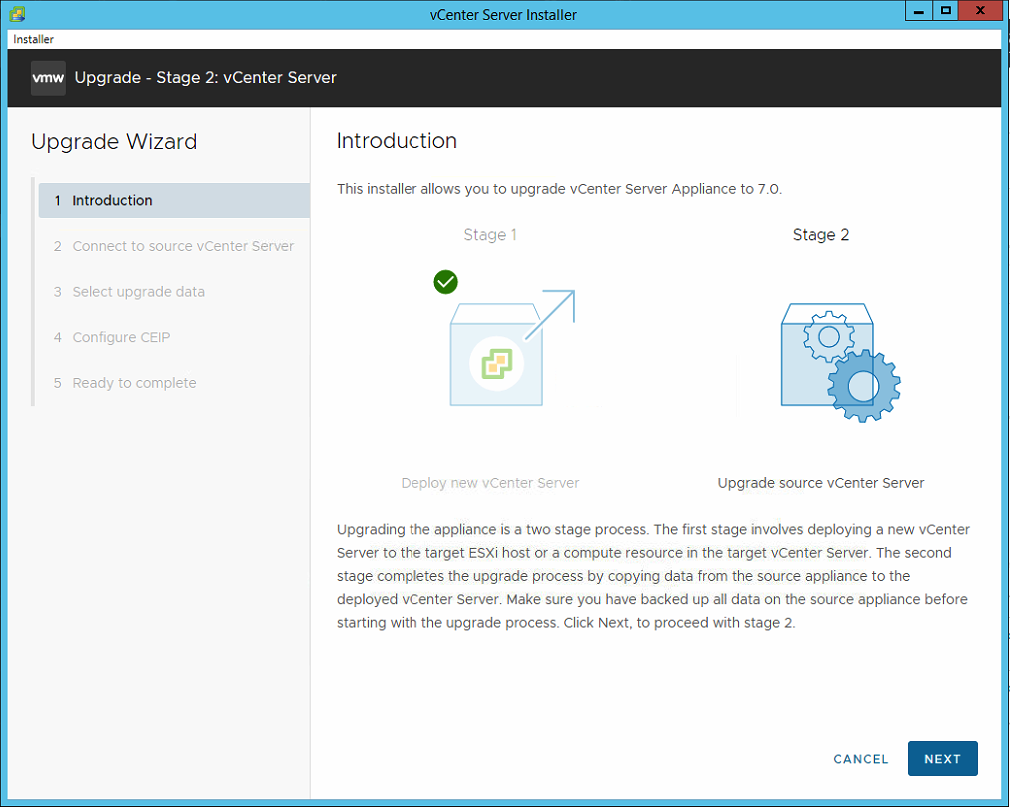 vCenter Server Installer
Installer
vmw Upgrade - Stage 2: vCenter Server
Upgrade Wizard
1 Introduction
2 Connect to source vCenter Server
3 Select upgrade data
4 Configure CEIP
5 Ready to complete
Introduction
This installer allows you to upgrade vCenter Server Appliance to 7.0.
Stage 1
Stage 2
Deploy new vCenter Server
Upgrade source vCenter Server
Upgrading the appliance is a two stage process. The first stage involves deploying a new vCenter
Server to the target ESXi host or a compute resource in the target vCenter Server. The second
stage completes the upgrade process by copying data from the source appliance to the
deployed vCenter Server. Make sure you have backed up all data on the source appliance before
starting with the upgrade process. Click Next, to proceed with stage 2.
CANCEL
NEXT